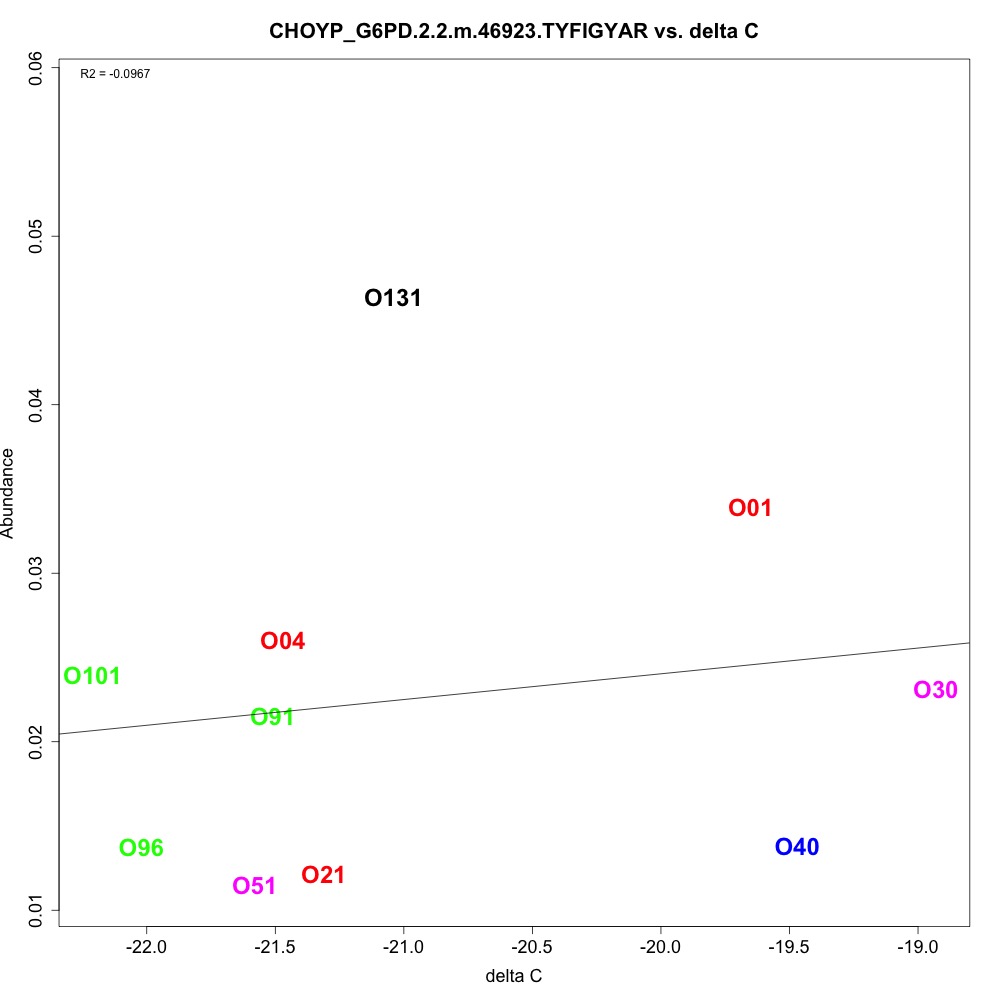 CHOYP_G6PD.2.2.m.46923.TYFIGYAR vs. delta C
R2 = -0.0967
0.06
0.05
0.04
0.03
0.02
0.01
Abundance
O131
O01
O04
O101
O30
O91
O96
O40
O21
O51
-22.0 -21.5 -21.0 -20.5 -20.0 -19.5 -19.0
delta C